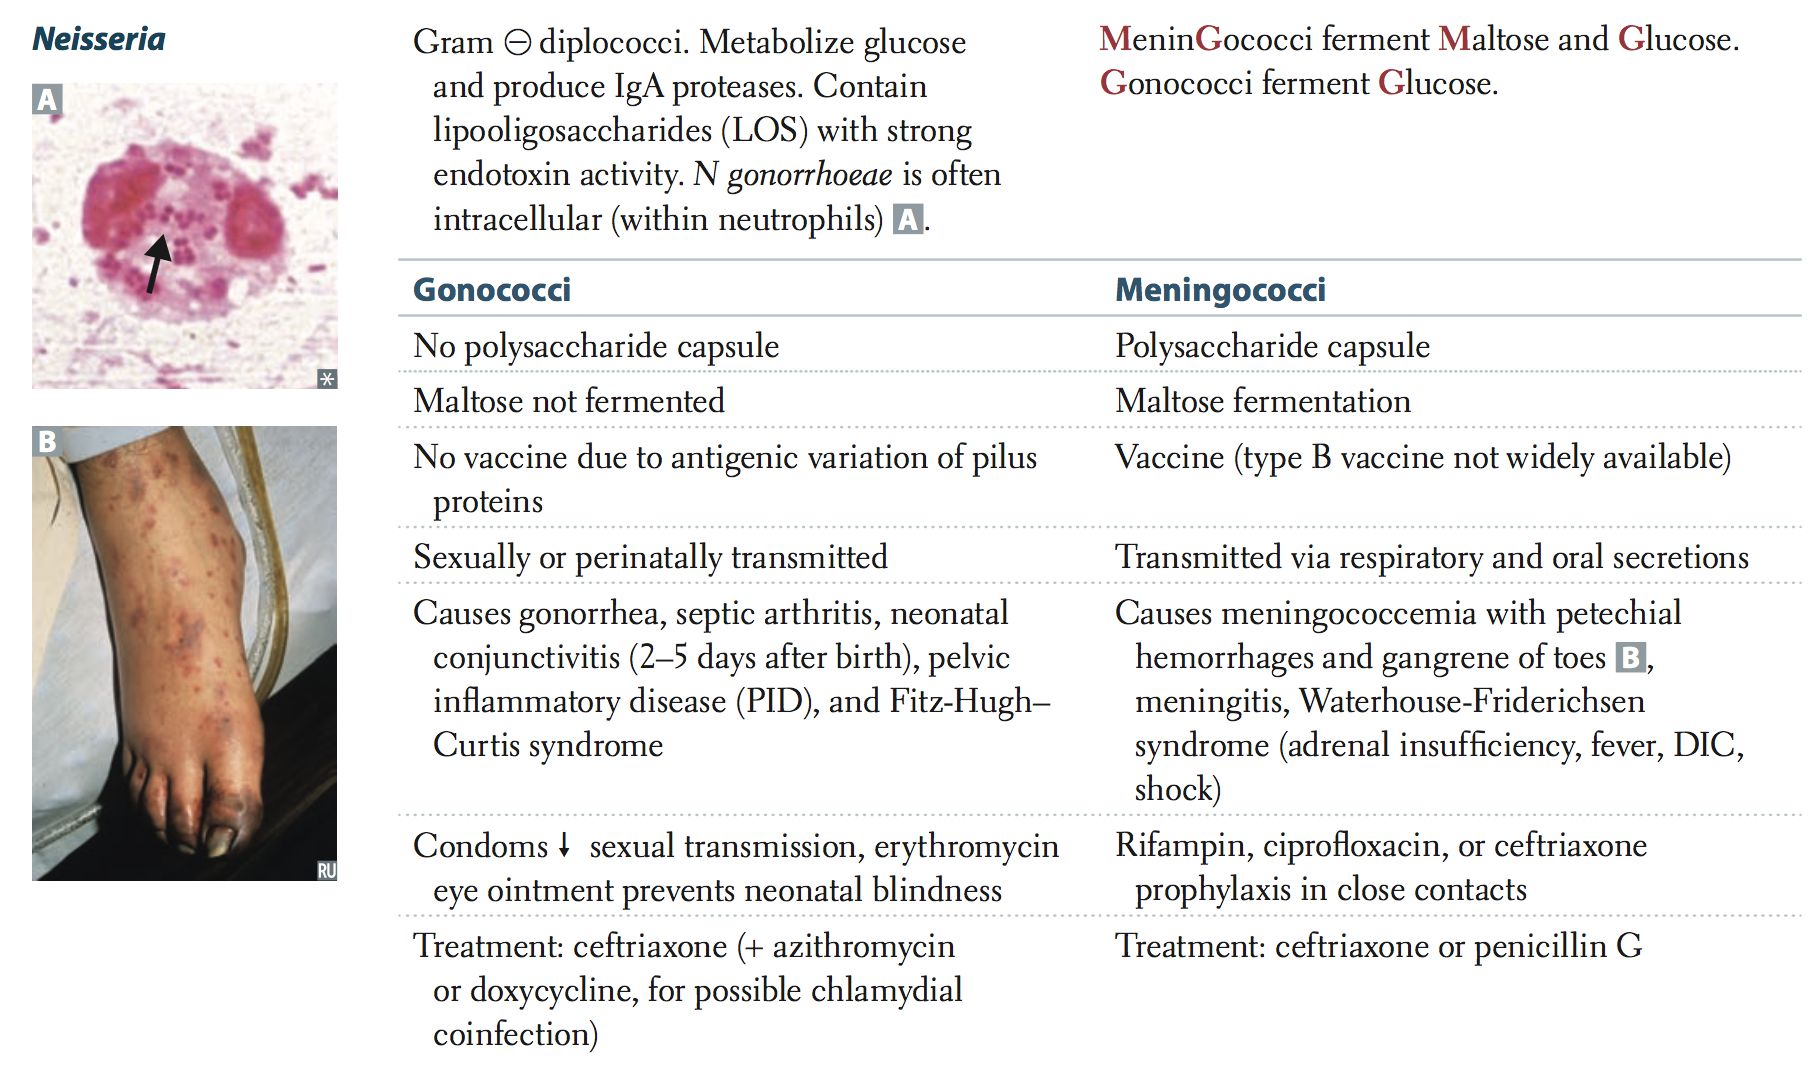 Neisseria
A
*
B
RU
Gram ⊖ diplococci. Metabolize glucose
and produce IgA proteases. Contain
lipooligosaccharides (LOS) with strong
endotoxin activity. N gonorrhoeae is often
intracellular (within neutrophils) A.
MeninGococci ferment Maltose and Glucose.
Gonococci ferment Glucose.
Gonococci
Meningococci
No polysaccharide capsule
Polysaccharide capsule
Maltose not fermented
Maltose fermentation
No vaccine due to antigenic variation of pilus
proteins
Vaccine (type B vaccine not widely available)
Sexually or perinatally transmitted
Transmitted via respiratory and oral secretions
Causes gonorrhea, septic arthritis, neonatal
conjunctivitis (2–5 days after birth), pelvic
inflammatory disease (PID), and Fitz-Hugh–
Curtis syndrome
Causes meningococcemia with petechial
hemorrhages and gangrene of toes B,
meningitis, Waterhouse-Friderichsen
syndrome (adrenal insufficiency, fever, DIC,
shock)
Condoms ↓ sexual transmission, erythromycin
eye ointment prevents neonatal blindness
Rifampin, ciprofloxacin, or ceftriaxone
prophylaxis in close contacts
Treatment: ceftriaxone (+ azithromycin
or doxycycline, for possible chlamydial
coinfection)
Treatment: ceftriaxone or penicillin G